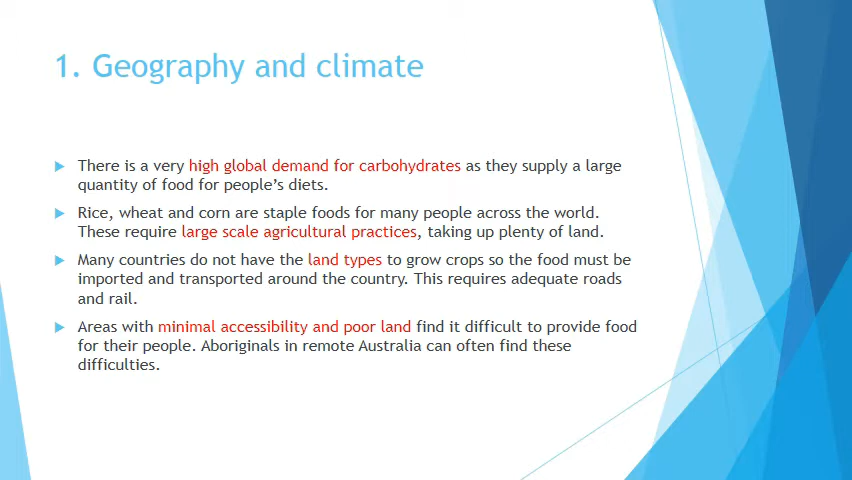 1. Geography and climate
There is a very high global demand for carbohydrates as they supply a large
quantity of food for people's diets.
Rice, wheat and corn are staple foods for many people across the world.
These require large scale agricultural practices, taking up plenty of land.
Many countries do not have the land types to grow crops so the food must be
imported and transported around the country. This requires adequate roads
and rail.
Areas with minimal accessibility and poor land find it difficult to provide food
for their people. Aboriginals in remote Australia can often find these
difficulties.